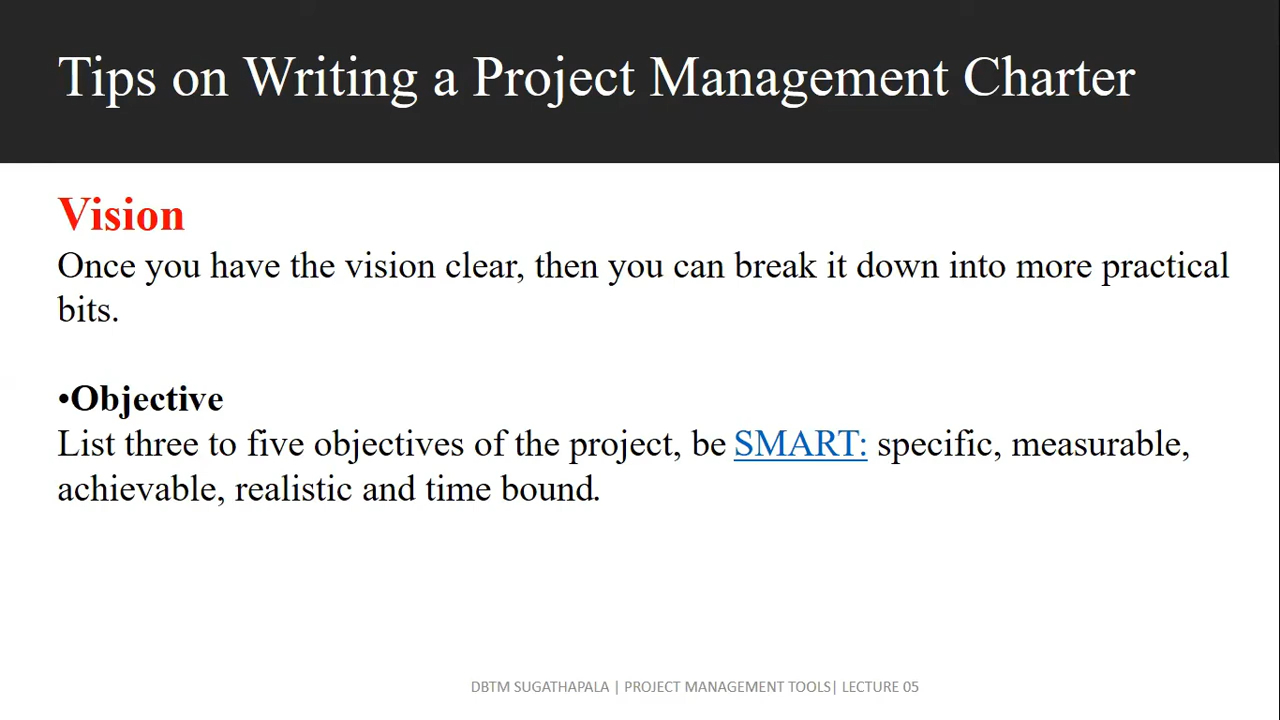 Tips on Writing a Project Management Charter
Vision
Once you have the vision clear, then you can break it down into more practical
bits.
•Objective
List three to five objectives of the project, be SMART: specific, measurable,
achievable, realistic and time bound.
DBTM SUGATHAPALA | PROJECT MANAGEMENT TOOLS| LECTURE 05